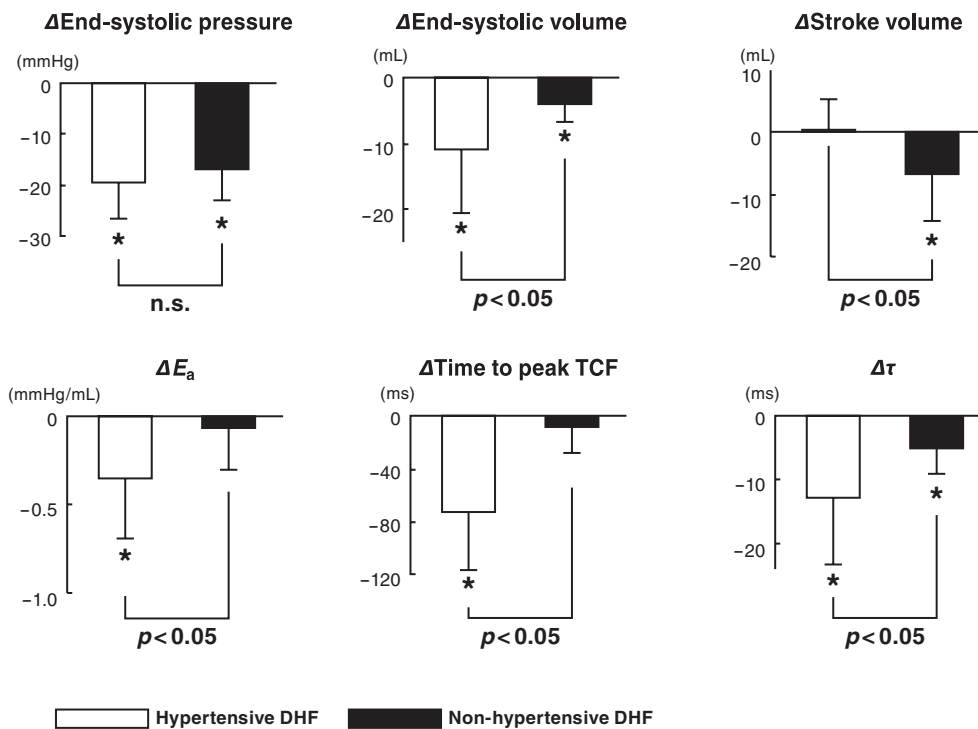 ΔEnd-systolic pressure
(mmHg)
0
−10
−20
−30
*
*
n.s.
ΔEnd-systolic volume
(mL)
0
−10
−20
*
*
p<0.05
ΔStroke volume
(mL)
10
0
−10
−20
*
p<0.05
ΔEa
(mmHg/mL)
0
−0.5
−1.0
*
p<0.05
ΔTime to peak TCF
(ms)
0
−40
−80
−120
*
p<0.05
Δτ
(ms)
0
−10
−20
*
*
p<0.05
Hypertensive DHF
Non-hypertensive DHF